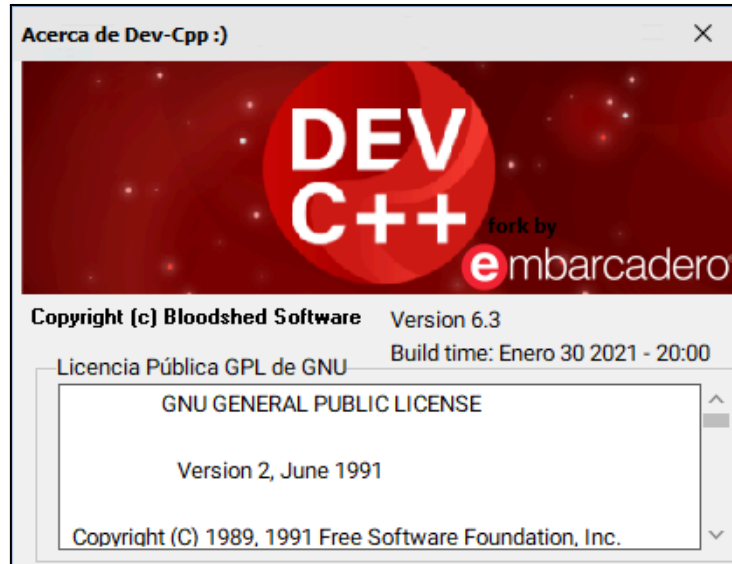 Acerca de Dev-Cpp :)
DEV
C++
fork by
embarcadero
Copyright (c) Bloodshed Software
Version 6.3
Build time: Enero 30 2021 - 20:00
Licencia Pública GPL de GNU
GNU GENERAL PUBLIC LICENSE
Version 2, June 1991
Copyright (C) 1989, 1991 Free Software Foundation, Inc.